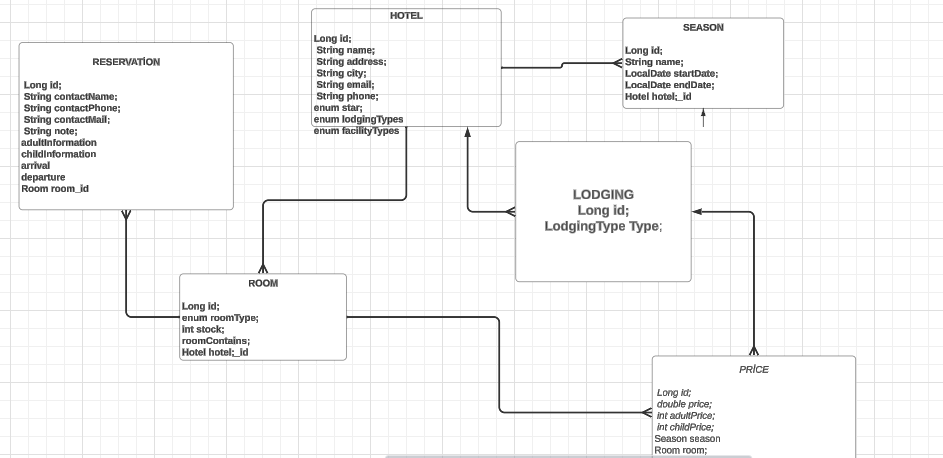 RESERVATİON
Long id;
String contactName;
String contactPhone;
String contactMail;
String note;
adultInformation
childInformation
arrival
departure
Room room_id
HOTEL
Long id;
String name;
String address;
String city;
String email;
String phone;
enum star;
enum lodgingTypes
enum facilityTypes
SEASON
Long id;
String name;
LocalDate startDate;
LocalDate endDate;
Hotel hotel;_id
LODGING
Long id;
LodgingType Type;
ROOM
Long id;
enum roomType;
int stock;
roomContains;
Hotel hotel;_id
PRİCE
Long id;
double price;
int adultPrice;
int childPrice;
Season season
Room room;